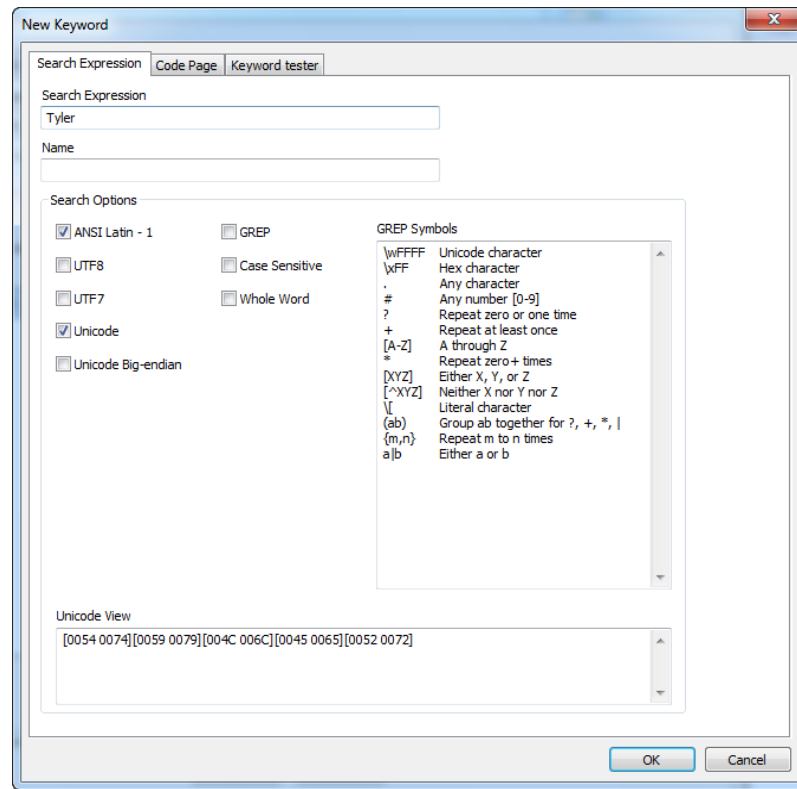 New Keyword
Search Expression Code Page Keyword tester
Search Expression
Tyler
Name
Search Options
ANSI Latin - 1
UTF8
UTF7
Unicode
Unicode Big-endian
GREP
Case Sensitive
Whole Word
GREP Symbols
\wFFFF Unicode character
\xFF Hex character
. Any character
# Any number [0-9]
? Repeat zero or one time
+ Repeat at least once
[A-Z] A through Z
* Repeat zero+ times
[XYZ] Either X, Y, or Z
[^XYZ] Neither X nor Y nor Z
\[ Literal character
(ab) Group ab together for ?, +, *, |
{m,n} Repeat m to n times
a|b Either a or b
Unicode View
[0054 0074][0059 0079][004C 006C][0045 0065][0052 0072]
OK Cancel